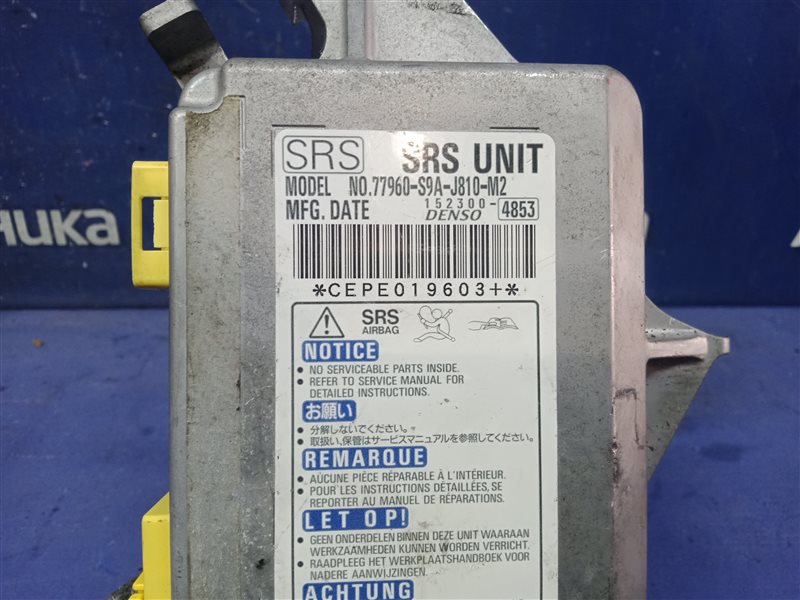 SRS SRS UNIT
MODEL NO.77960-S9A-J810-M2
MFG. DATE 152300-
DENSO 4853
*CEPE019603+*
SRS
AIRBAG
NOTICE
• NO SERVICEABLE PARTS INSIDE.
• REFER TO SERVICE MANUAL FOR
DETAILED INSTRUCTIONS.
お願い
• 分解しないでください。
• 取扱い、保管はサービスマニュアルを参照してください。
REMARQUE
• AUCUNE PIÈCE RÉPARABLE À L'INTÉRIEUR.
• POUR LES INSTRUCTIONS DÉTAILLÉES, SE
REPORTER AU MANUEL DE RÉPARATIONS.
LET OP!
• GEEN ONDERDELEN BINNEN DEZE UNIT WAARAAN
WERKZAAMHEDEN KUNNEN WORDEN VERRICHT.
• RAADPLEEG HET WERKPLAATSHANDBOEK VOOR
NADERE AANWIJZINGEN.
ACHTUNG